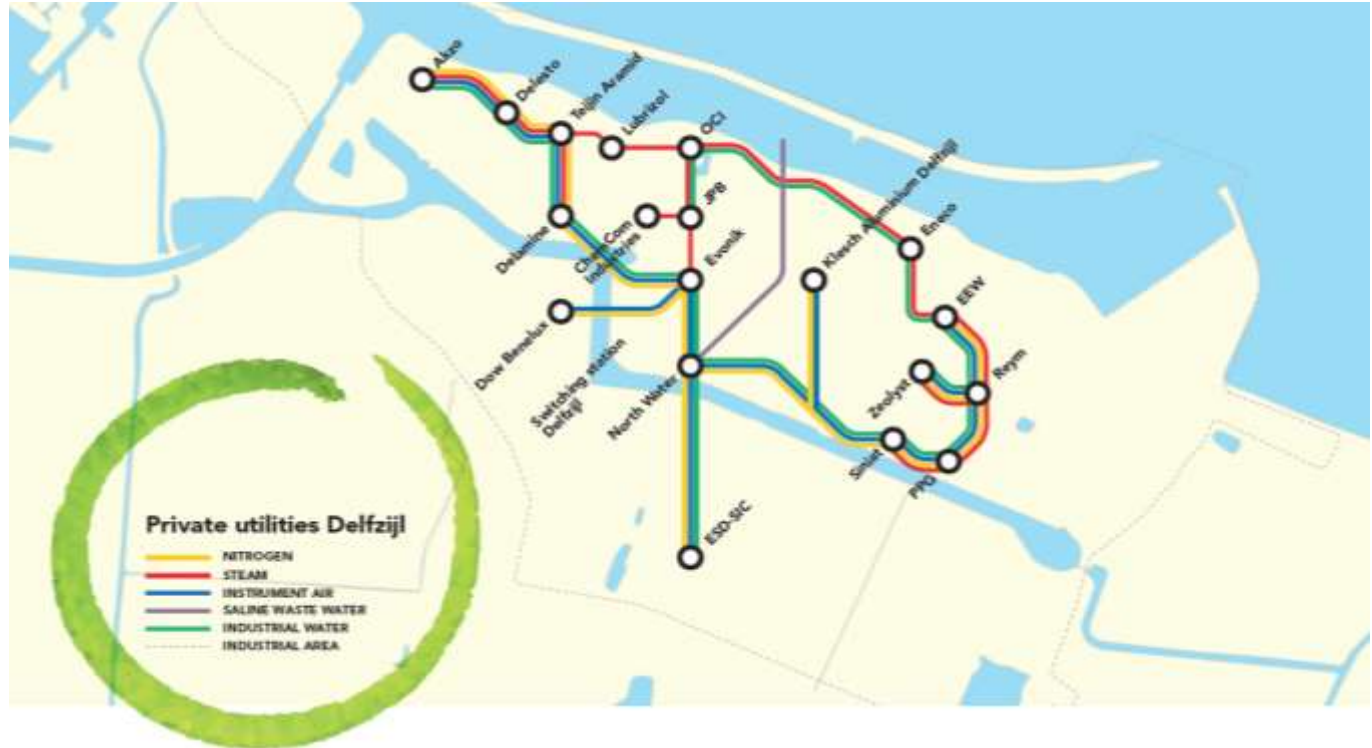 Akzo
Delesto
Teijin Aramid
Lubrizol
OCI
Klesch Aluminium Delfzijl
JPB
ChemCom
Industries
Delamine
Evonik
Eneco
EEW
Dow Benelux
Switching station
Delfzijl
North Water
Zeolyst
Reym
Siniat
PPG
ESD-SIC
Private utilities Delfzijl
NITROGEN
STEAM
INSTRUMENT AIR
SALINE WASTE WATER
INDUSTRIAL WATER
INDUSTRIAL AREA